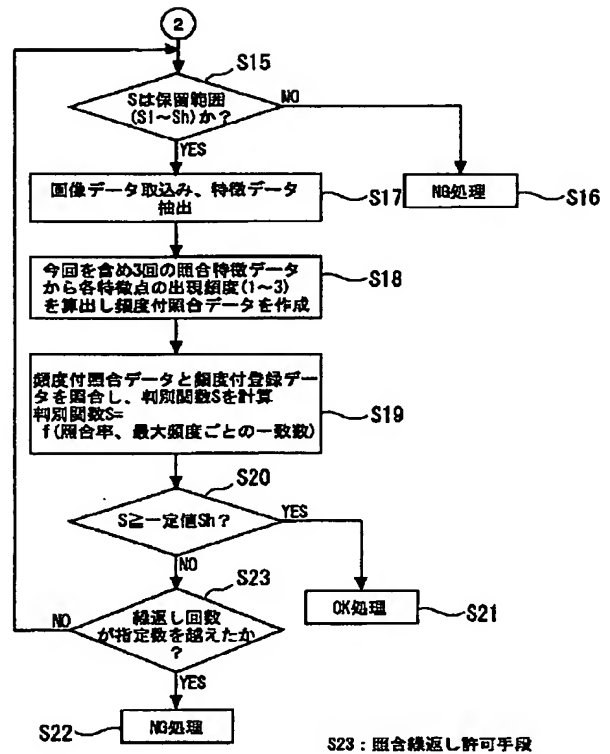 2
S15
Sは保留範囲
(Sl~Sh)か？
NO
YES
画像データ取込み、特徴データ
抽出
S17
NG処理
S16
今回を含め3回の照合特徴データ
から各特徴点の出現頻度(1~3)
を算出し頻度付照合データを作成
S18
頻度付照合データと頻度付登録デー
タを照合し、判別関数Sを計算
判別関数S=
f(照合率、最大頻度ごとの一致数)
S19
S20
S≧一定値Sh？
YES
NO
S23
OK処理
S21
繰返し回数
が指定数を越えたか
？
NO
YES
S22
NG処理
S23：照合繰返し許可手段